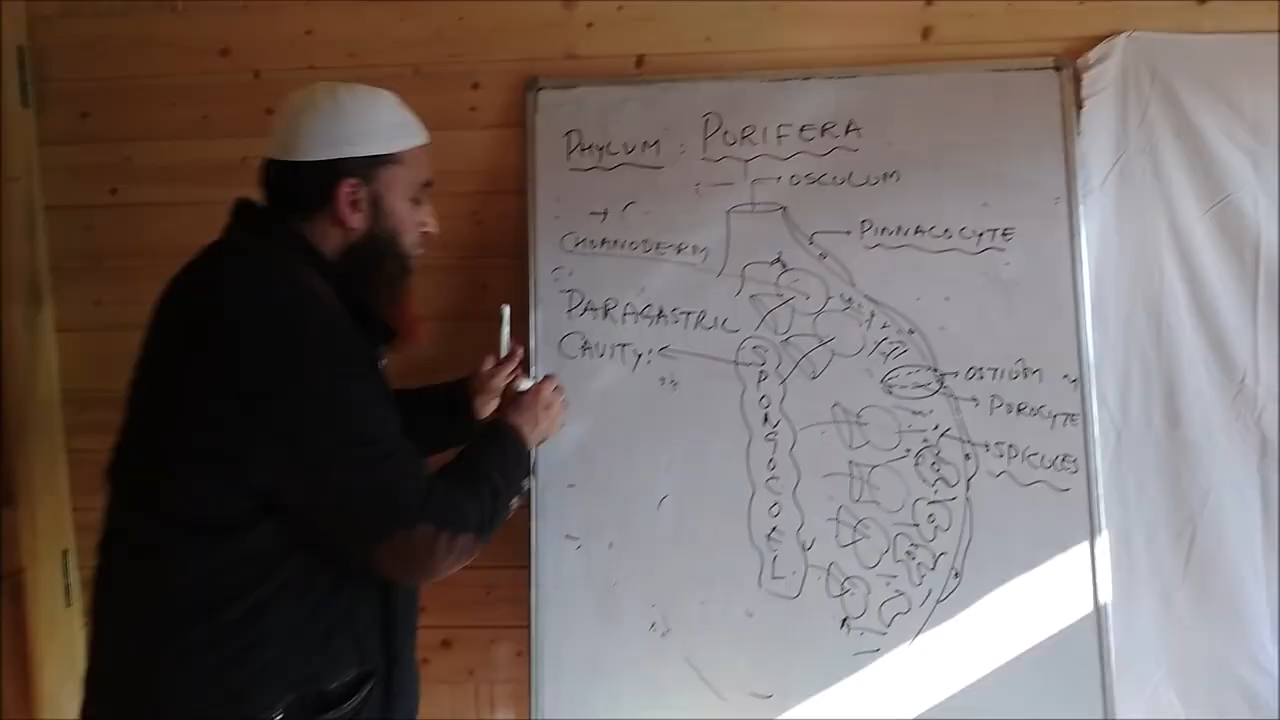 PHYLUM : PORIFERA
OSCULUM
PINNACOCYTE
CHOANODERM
PARAGASTRIC
CAVITY:
SPONGOCOEL
OSTIUM
POROCYTE
SPICULES